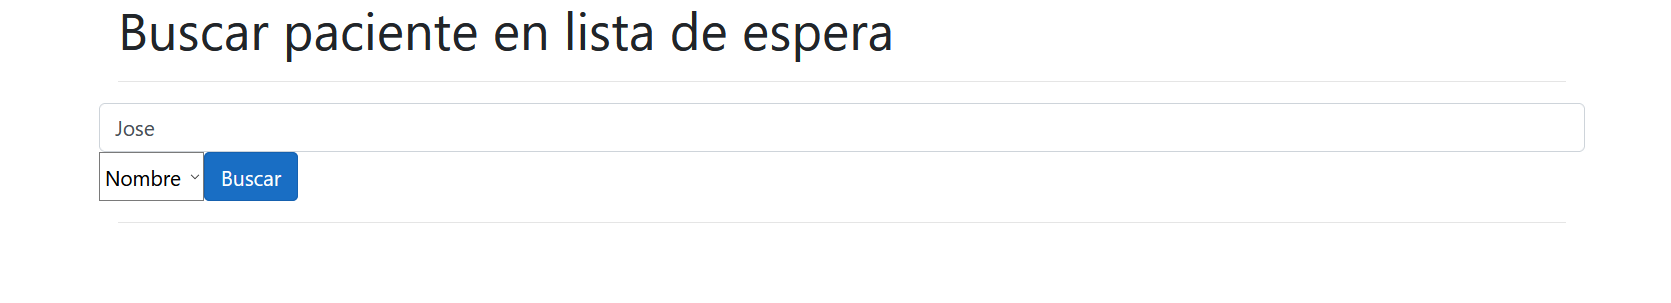 Buscar paciente en lista de espera
Jose
Nombre Buscar